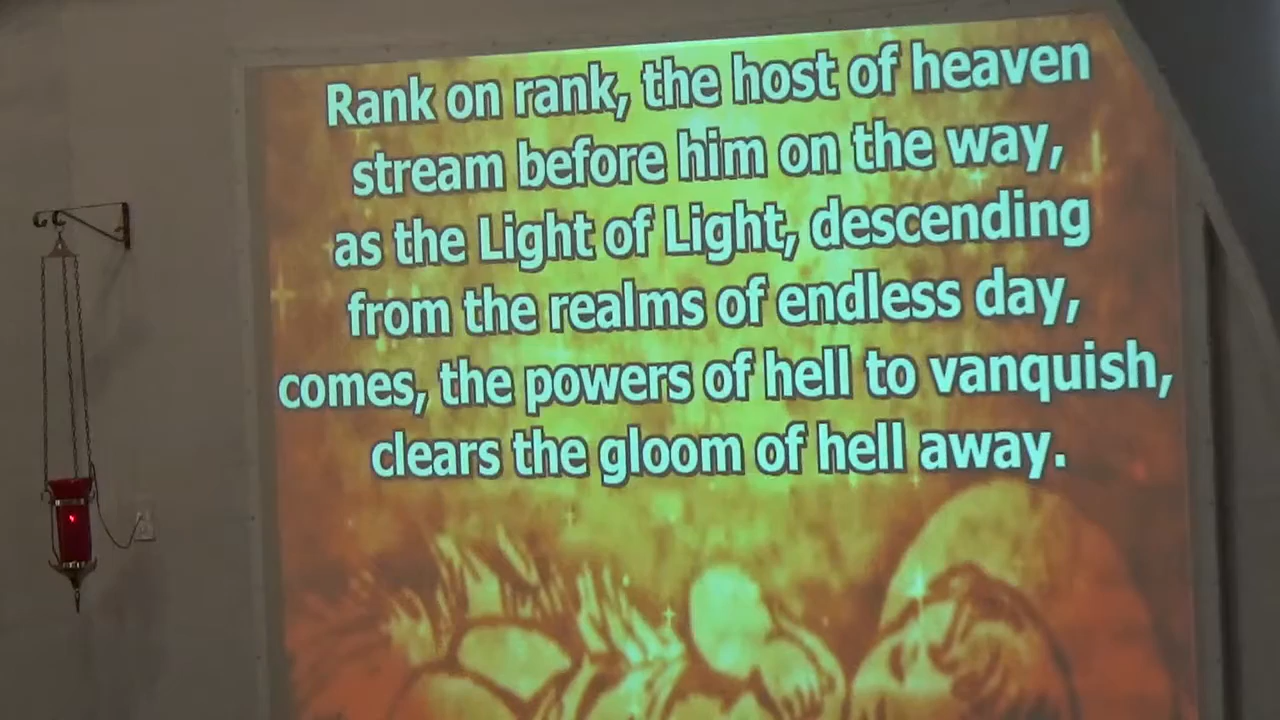 Rank on rank, the host of heaven
stream before him on the way,
as the Light of Light, descending
from the realms of endless day,
comes, the powers of hell to vanquish,
clears the gloom of hell away.